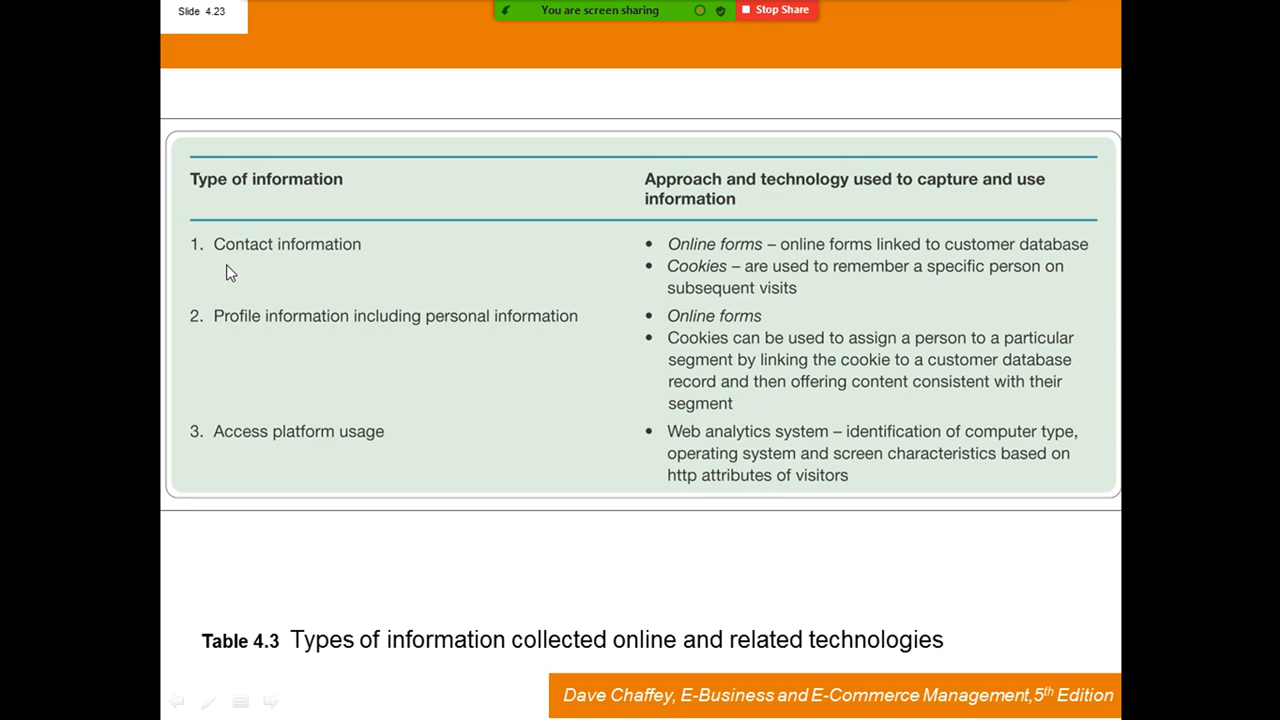 Slide 4.23
You are screen sharing
Stop Share
Type of information
Approach and technology used to capture and use
information
1. Contact information
• Online forms – online forms linked to customer database
• Cookies – are used to remember a specific person on
subsequent visits
2. Profile information including personal information
• Online forms
• Cookies can be used to assign a person to a particular
segment by linking the cookie to a customer database
record and then offering content consistent with their
segment
3. Access platform usage
• Web analytics system – identification of computer type,
operating system and screen characteristics based on
http attributes of visitors
Table 4.3 Types of information collected online and related technologies
Dave Chaffey, E-Business and E-Commerce Management,5th Edition